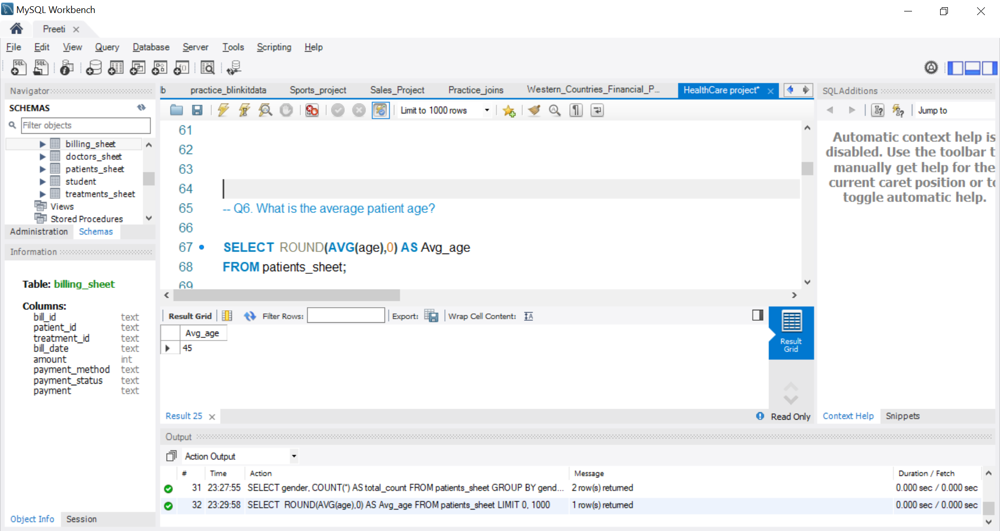 MySQL Workbench
Preeti
File Edit View Query Database Server Tools Scripting Help
Navigator
SCHEMAS
Filter objects
billing_sheet
doctors_sheet
patients_sheet
student
treatments_sheet
Views
Stored Procedures
Administration Schemas
Information
Table: billing_sheet
Columns:
bill_id text
patient_id text
treatment_id text
bill_date text
amount int
payment_method text
payment_status text
payment text
Object Info Session
lb practice_blinkitdata Sports_project Sales_Project Practice_joins Western_Countries_Financial_P... HealthCare project*
Limit to 1000 rows
61
62
63
64
65 -- Q6. What is the average patient age?
66
67 SELECT ROUND(AVG(age),0) AS Avg_age
68 FROM patients_sheet;
69
Result Grid Filter Rows: Export: Wrap Cell Content:
Avg_age
45
Result
Grid
Result 25 Read Only
SQLAdditions
Jump to
Automatic context help is
disabled. Use the toolbar t
manually get help for the
current caret position or to
toggle automatic help.
Context Help Snippets
Output
Action Output
# Time Action Message Duration / Fetch
31 23:27:55 SELECT gender, COUNT(*) AS total_count FROM patients_sheet GROUP BY gend... 2 row(s) returned 0.000 sec / 0.000 sec
32 23:29:58 SELECT ROUND(AVG(age),0) AS Avg_age FROM patients_sheet LIMIT 0, 1000 1 row(s) returned 0.000 sec / 0.000 sec